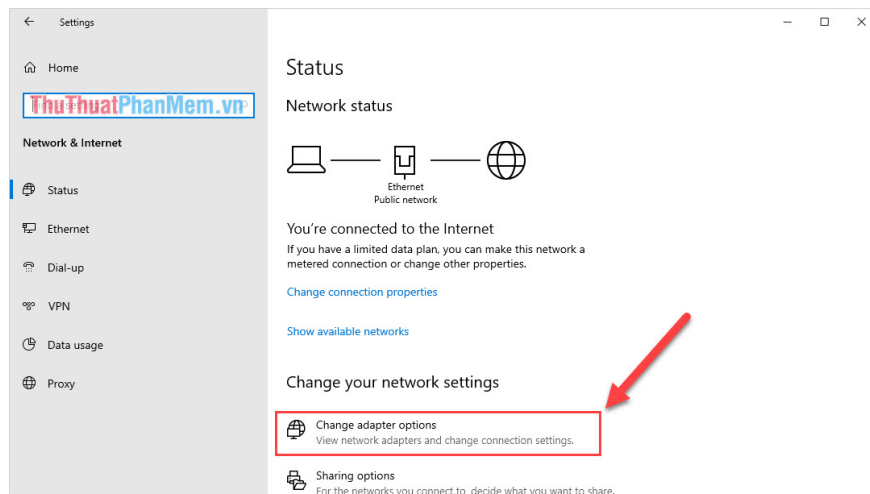 Settings
Home
ThuThuatPhanMem.vn
Network & Internet
Status
Ethernet
Dial-up
VPN
Data usage
Proxy
Status
Network status
Ethernet
Public network
You're connected to the Internet
If you have a limited data plan, you can make this network a
metered connection or change other properties.
Change connection properties
Show available networks
Change your network settings
Change adapter options
View network adapters and change connection settings.
Sharing options
For the networks you connect to, decide what you want to share.